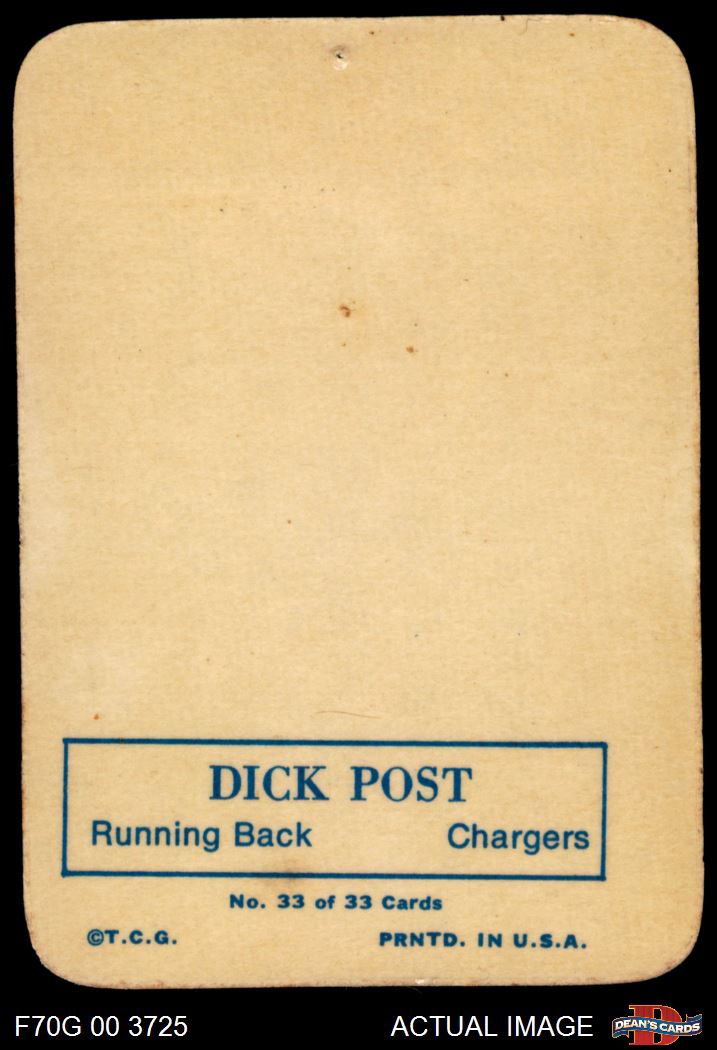 DICK POST
Running Back Chargers
No. 33 of 33 Cards
©T.C.G. PRNTD. IN U.S.A.
F70G 00 3725 ACTUAL IMAGE D DEAN'S CARDS